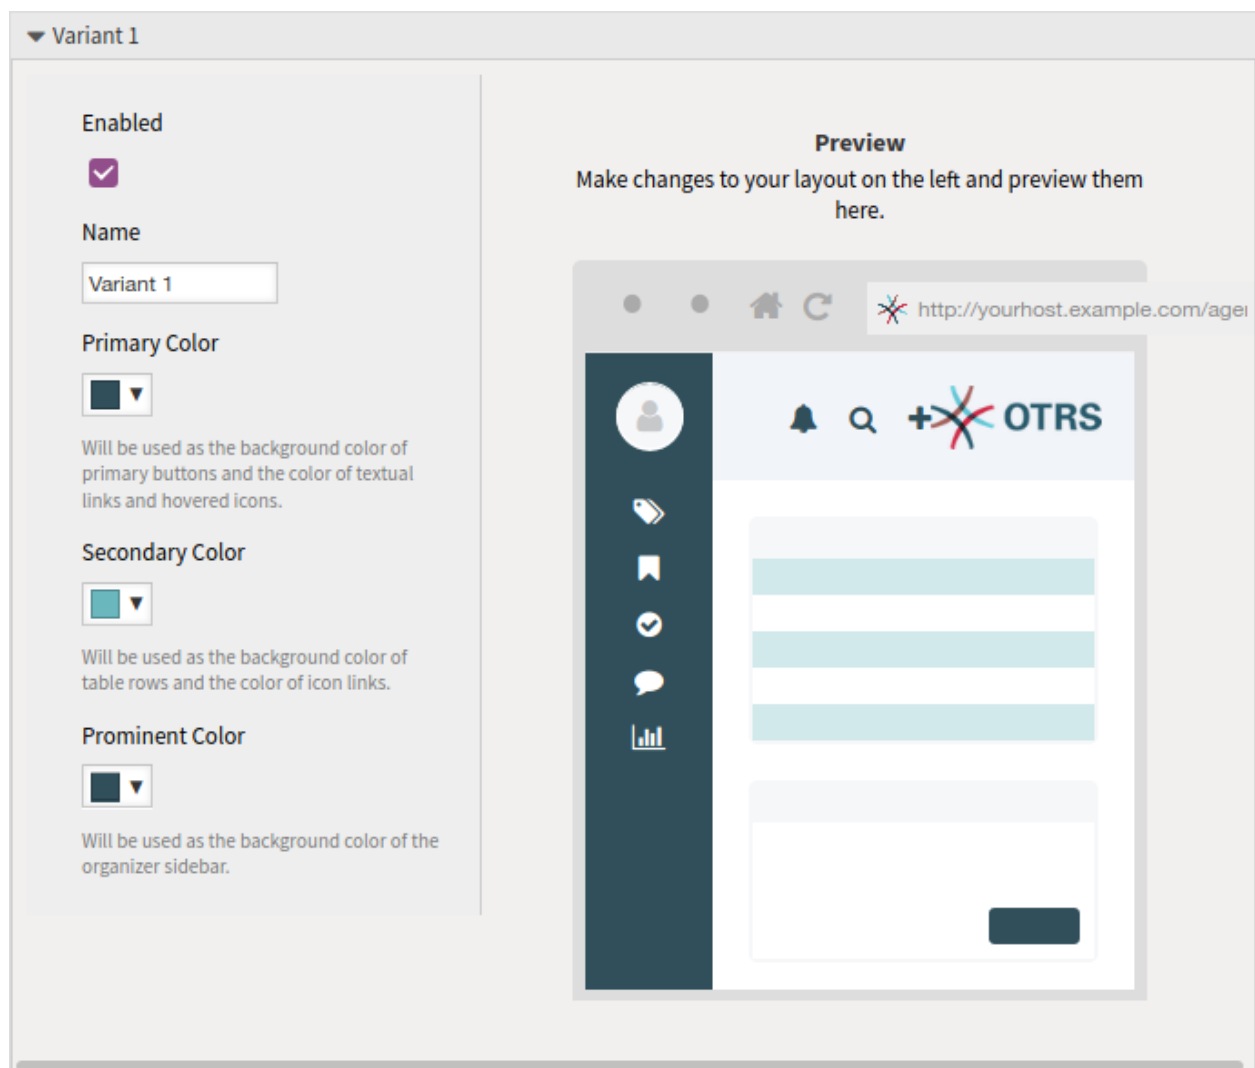 Variant 1
Enabled
Name
Variant 1
Primary Color
Will be used as the background color of
primary buttons and the color of textual
links and hovered icons.
Secondary Color
Will be used as the background color of
table rows and the color of icon links.
Prominent Color
Will be used as the background color of the
organizer sidebar.
Preview
Make changes to your layout on the left and preview them
here.
http://yourhost.example.com/agen
OTRS